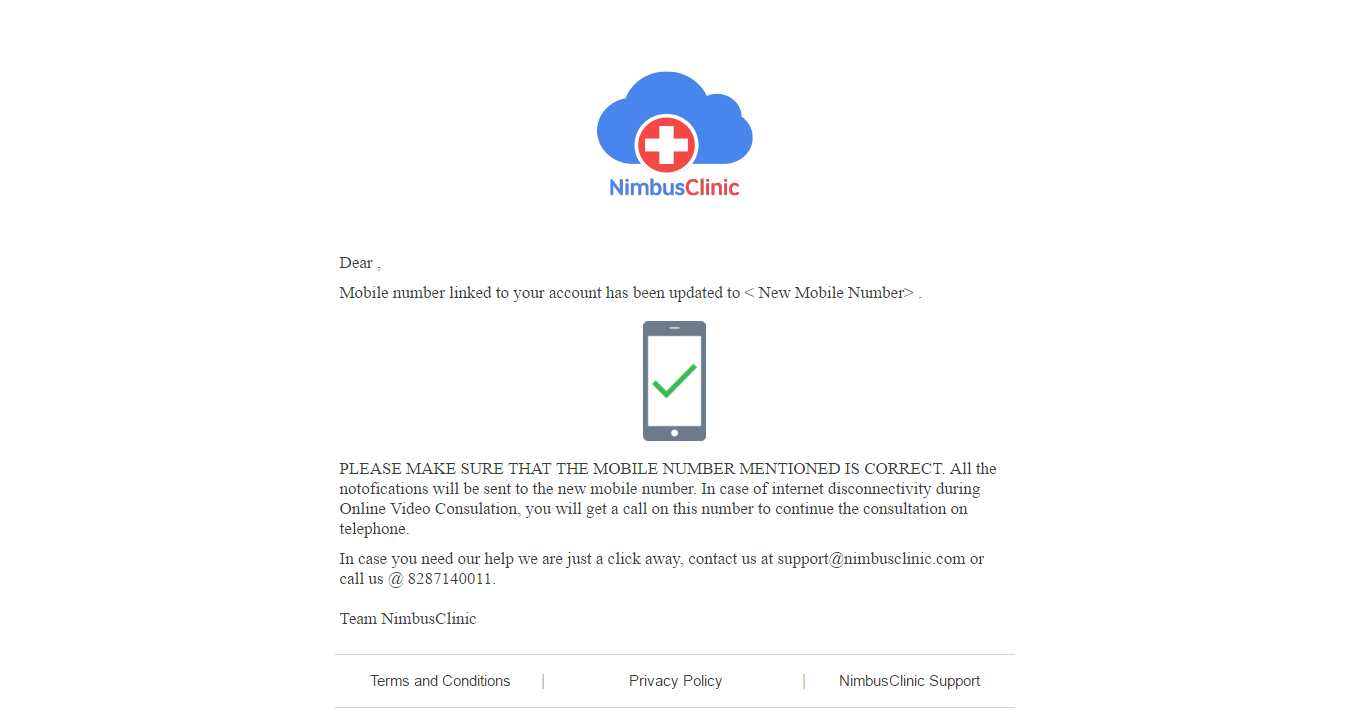 NimbusClinic
Dear ,
Mobile number linked to your account has been updated to < New Mobile Number> .
PLEASE MAKE SURE THAT THE MOBILE NUMBER MENTIONED IS CORRECT. All the
notofications will be sent to the new mobile number. In case of internet disconnectivity during
Online Video Consulation, you will get a call on this number to continue the consultation on
telephone.
In case you need our help we are just a click away, contact us at support@nimbusclinic.com or
call us @ 8287140011.
Team NimbusClinic
Terms and Conditions | Privacy Policy | NimbusClinic Support